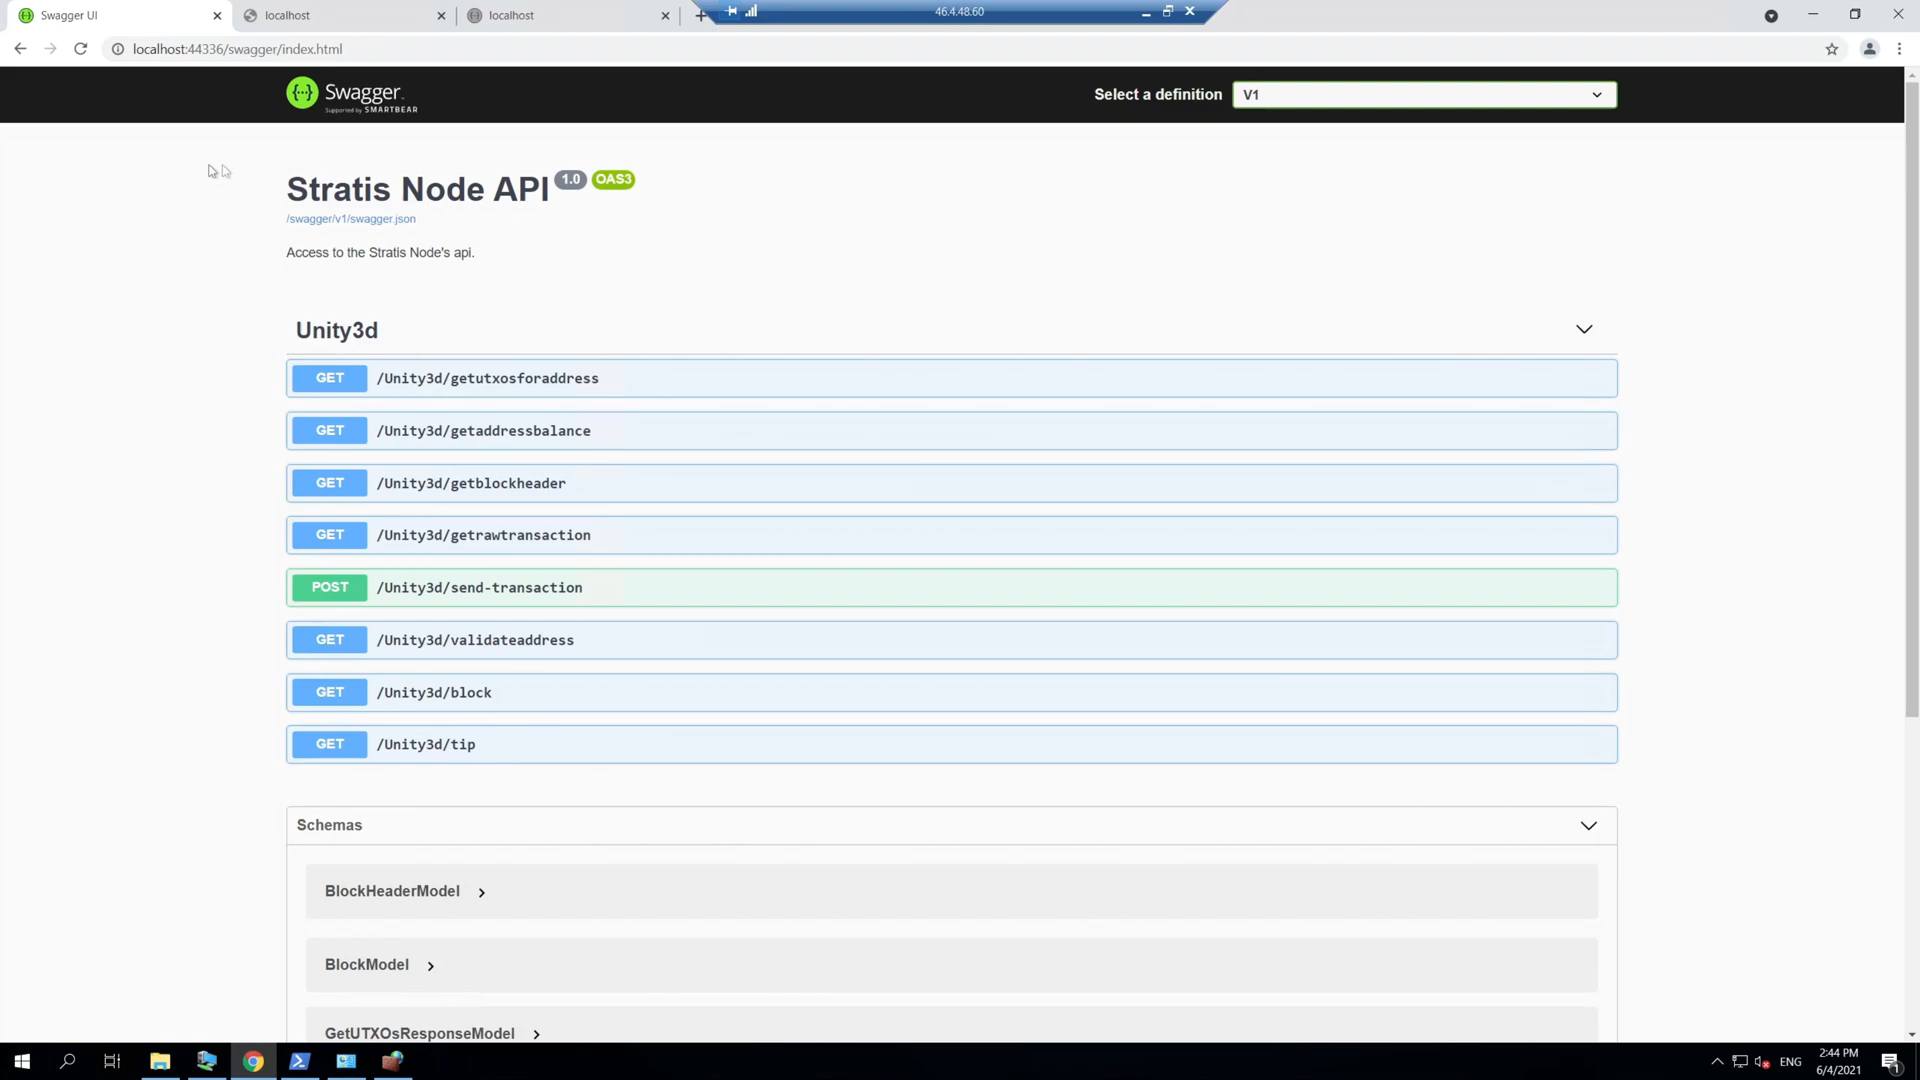 Swagger UI
localhost
localhost
46.4.48.60
localhost:44336/swagger/index.html
Swagger
Supported by SMARTBEAR
Select a definition
V1
Stratis Node API 1.0 OAS3
/swagger/v1/swagger.json
Access to the Stratis Node's api.
Unity3d
GET /Unity3d/getutxosforaddress
GET /Unity3d/getaddressbalance
GET /Unity3d/getblockheader
GET /Unity3d/getrawtransaction
POST /Unity3d/send-transaction
GET /Unity3d/validateaddress
GET /Unity3d/block
GET /Unity3d/tip
Schemas
BlockHeaderModel
BlockModel
GetUTXOsResponseModel
ENG
2:44 PM
6/4/2021
1